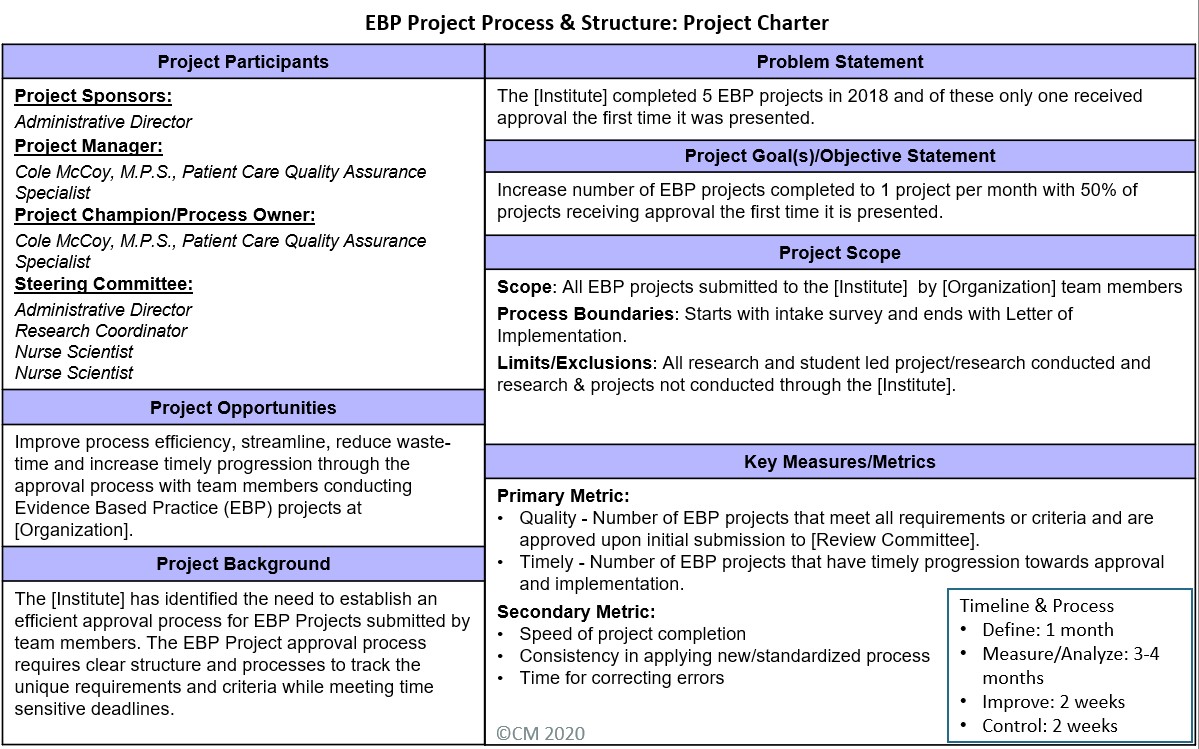 EBP Project Process & Structure: Project Charter
Project Participants
Project Sponsors:
Administrative Director
Project Manager:
Cole McCoy, M.P.S., Patient Care Quality Assurance
Specialist
Project Champion/Process Owner:
Cole McCoy, M.P.S., Patient Care Quality Assurance
Specialist
Steering Committee:
Administrative Director
Research Coordinator
Nurse Scientist
Nurse Scientist
Project Opportunities
Improve process efficiency, streamline, reduce waste-
time and increase timely progression through the
approval process with team members conducting
Evidence Based Practice (EBP) projects at
[Organization].
Project Background
The [Institute] has identified the need to establish an
efficient approval process for EBP Projects submitted by
team members. The EBP Project approval process
requires clear structure and processes to track the
unique requirements and criteria while meeting time
sensitive deadlines.
Problem Statement
The [Institute] completed 5 EBP projects in 2018 and of these only one received
approval the first time it was presented.
Project Goal(s)/Objective Statement
Increase number of EBP projects completed to 1 project per month with 50% of
projects receiving approval the first time it is presented.
Project Scope
Scope: All EBP projects submitted to the [Institute] by [Organization] team members
Process Boundaries: Starts with intake survey and ends with Letter of
Implementation.
Limits/Exclusions: All research and student led project/research conducted and
research & projects not conducted through the [Institute].
Key Measures/Metrics
Primary Metric:
• Quality - Number of EBP projects that meet all requirements or criteria and are
approved upon initial submission to [Review Committee].
• Timely - Number of EBP projects that have timely progression towards approval
and implementation.
Secondary Metric:
• Speed of project completion
• Consistency in applying new/standardized process
• Time for correcting errors
©CM 2020
Timeline & Process
• Define: 1 month
• Measure/Analyze: 3-4
months
• Improve: 2 weeks
• Control: 2 weeks